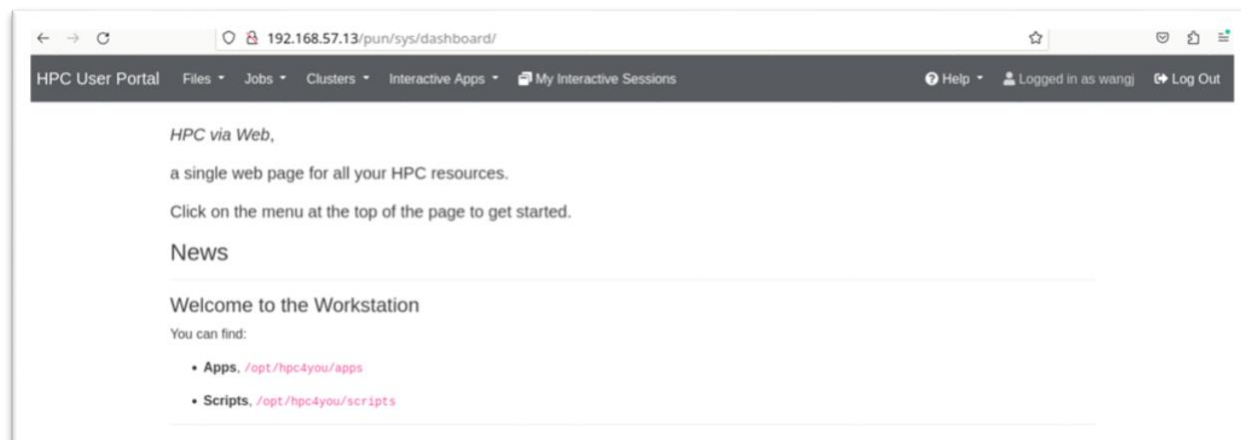 192.168.57.13/pun/sys/dashboard/
HPC User Portal Files Jobs Clusters Interactive Apps My Interactive Sessions Help Logged in as wangj Log Out
HPC via Web,
a single web page for all your HPC resources.
Click on the menu at the top of the page to get started.
News
Welcome to the Workstation
You can find:
• Apps, /opt/hpc4you/apps
• Scripts, /opt/hpc4you/scripts